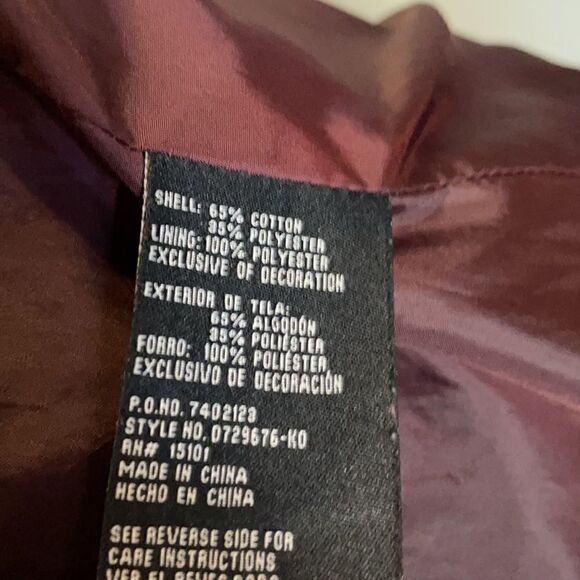 SHELL: 65% COTTON
35% POLYESTER
LINING: 100% POLYESTER
EXCLUSIVE OF DECORATION
EXTERIOR DE TELA:
65% ALGODÓN
35% POLIÉSTER
FORRO: 100% POLIÉSTER
EXCLUSIVO DE DECORACIÓN
P.O.NO. 7402123
STYLE NO. 0729676-KO
RN# 15101
MADE IN CHINA
HECHO EN CHINA
SEE REVERSE SIDE FOR
CARE INSTRUCTIONS
VER EL